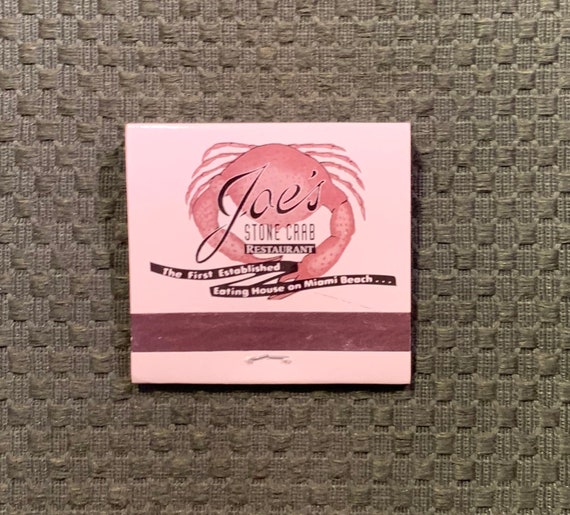 Joe's
STONE CRAB
RESTAURANT
The First Established
Eating House on Miami Beach . . .